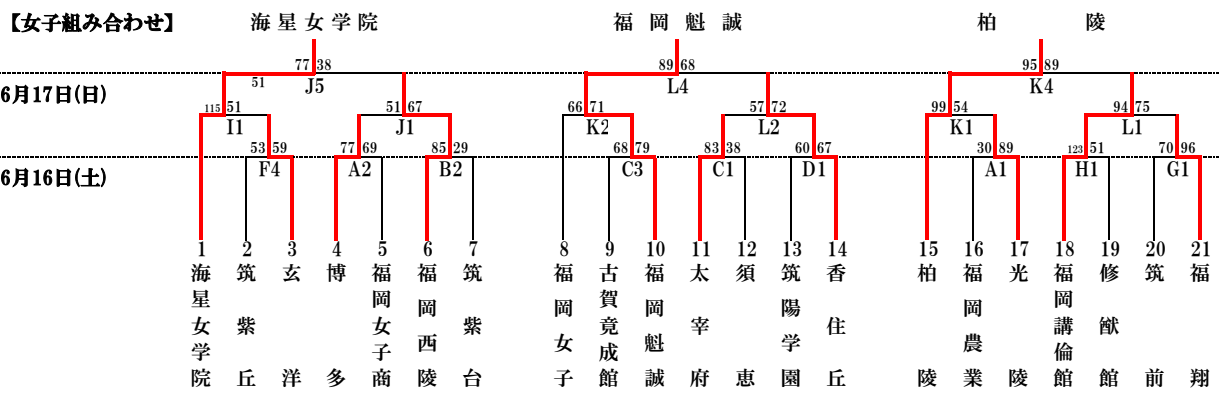 【女子組み合わせ】
海星女学院
福岡魁誠
柏陵
77 38
89 68
95 89
51
J5
L4
K4
6月17日(日)
115 51
51 67
66 71
57 72
99 54
94 75
I1
J1
K2
L2
K1
L1
53 59
77 69
85 29
68 79
83 38
60 67
30 89
123 51
70 96
F4
A2
B2
C3
C1
D1
A1
H1
G1
6月16日(土)
1 2 3 4 5 6 7 8 9 10 11 12 13 14 15 16 17 18 19 20 21
海星女学院
筑紫丘
玄洋
博多
福岡女子商
福岡西陵
筑紫台
福岡女子
古賀竟成館
福岡魁誠
太宰府
須恵
筑陽学園
香住丘
柏陵
福岡農業
光陵
福岡講倫館
修猷館
筑前
福翔